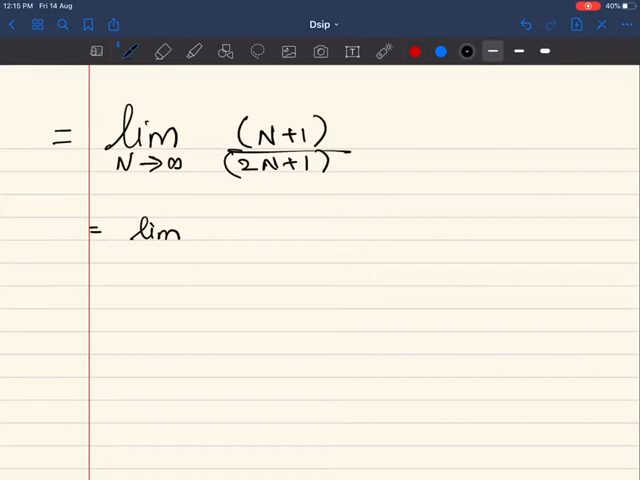 12:15 PM Fri 14 Aug 40%
Dsip
= lim (N+1)
N→∞ (2N+1)
= lim